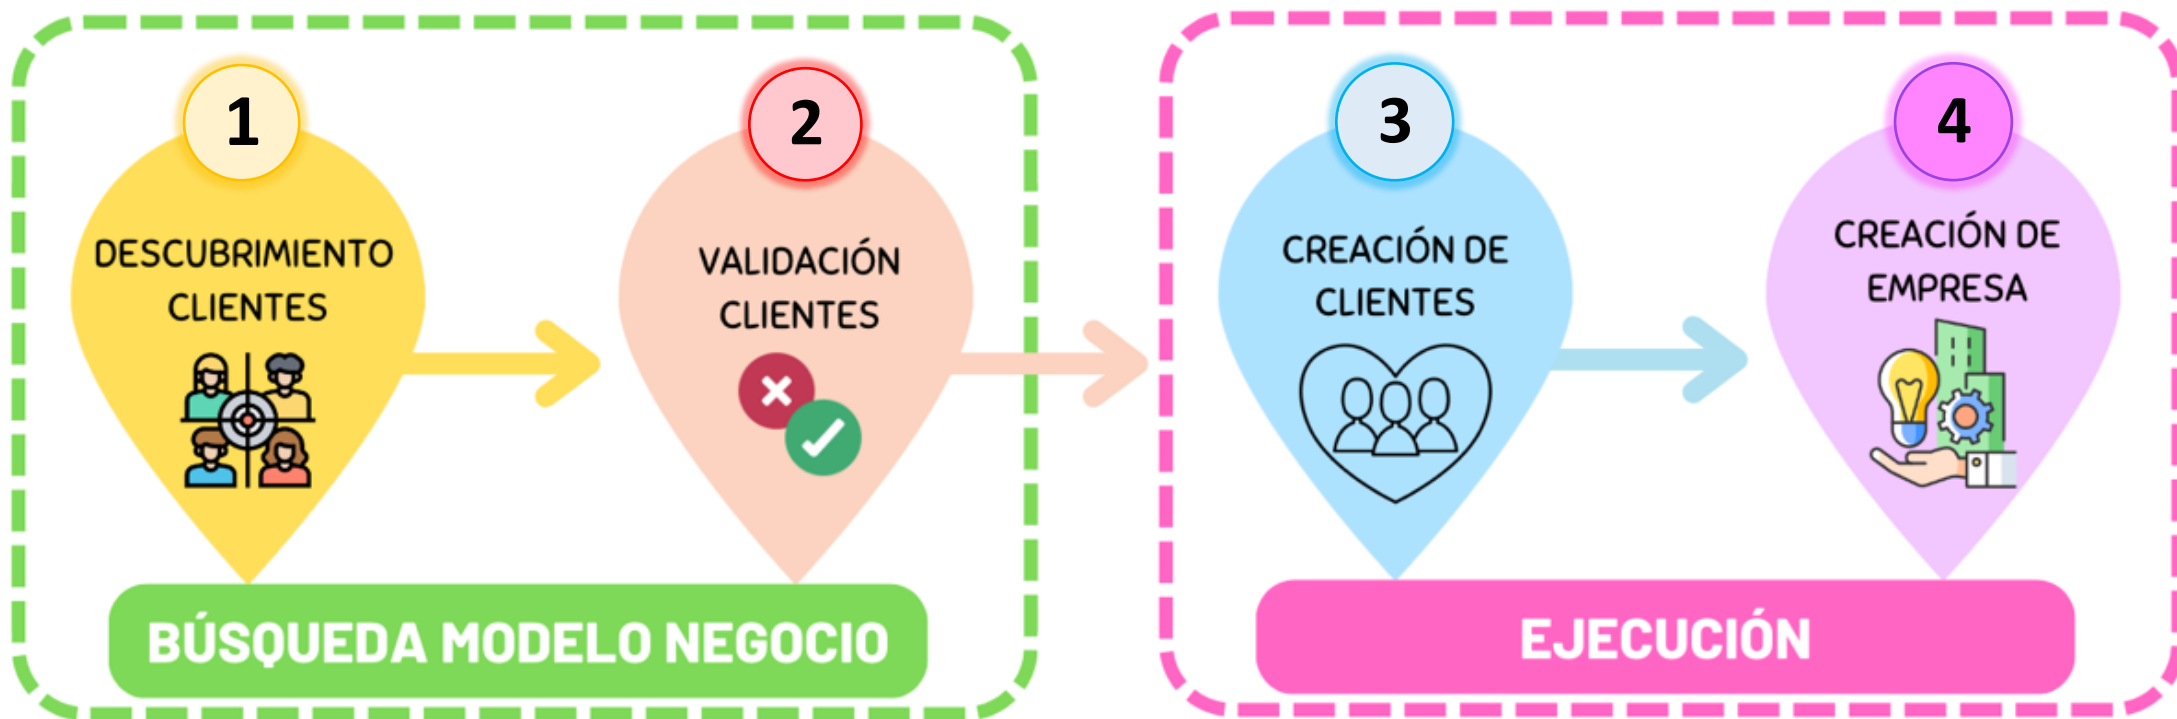 1
DESCUBRIMIENTO
CLIENTES
2
VALIDACIÓN
CLIENTES
BÚSQUEDA MODELO NEGOCIO
3
CREACIÓN DE
CLIENTES
4
CREACIÓN DE
EMPRESA
EJECUCIÓN